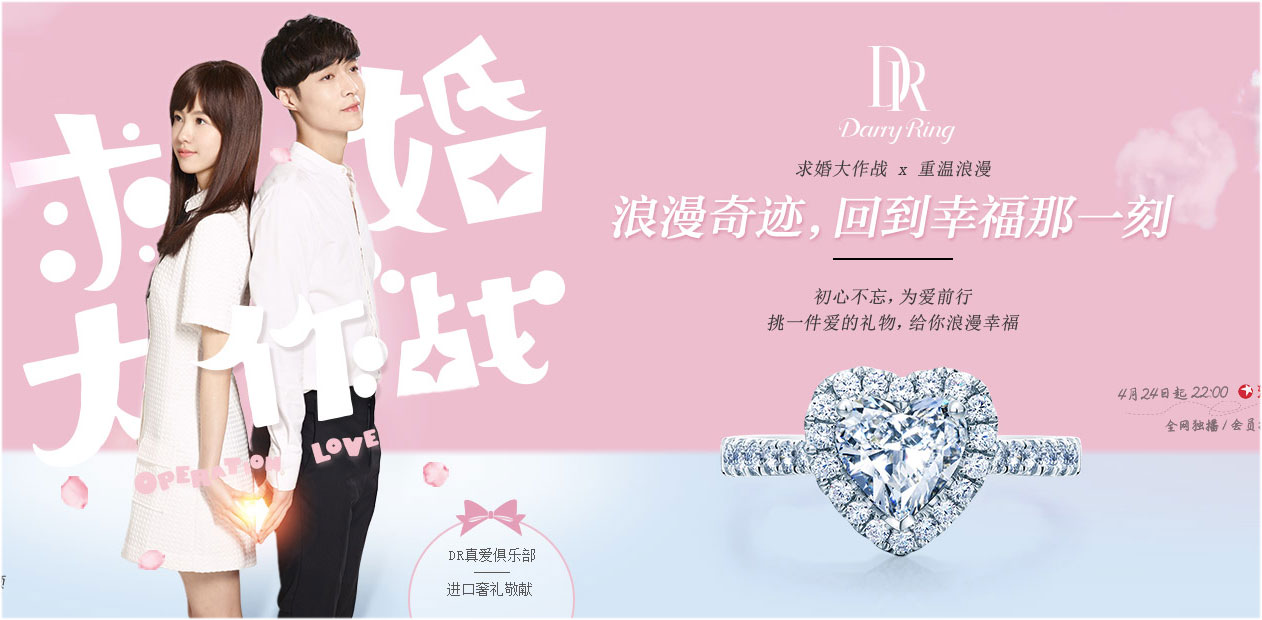 求婚
大作战
OPERATION LOVE
DR
Darry Ring
求婚大作战 x 重温浪漫
浪漫奇迹，回到幸福那一刻
初心不忘，为爱前行
挑一件爱的礼物，给你浪漫幸福
4月24日起 22:00
全网独播 / 会员
DR真爱俱乐部
进口奢礼敬献